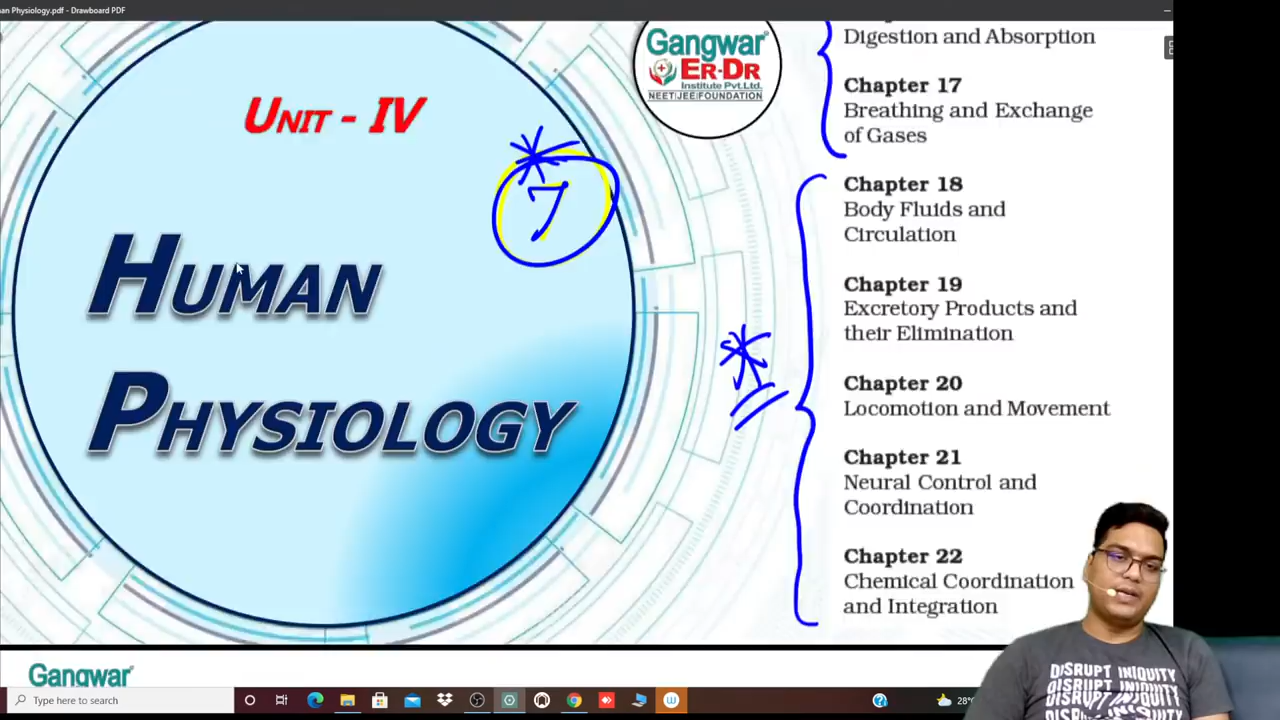 an Physiology.pdf - Drawboard PDF
Gangwar
ER-DR
Institute Pvt.Ltd.
NEET|JEE|FOUNDATION
UNIT - IV
7
HUMAN
PHYSIOLOGY
Digestion and Absorption
Chapter 17
Breathing and Exchange
of Gases
Chapter 18
Body Fluids and
Circulation
Chapter 19
Excretory Products and
their Elimination
Chapter 20
Locomotion and Movement
Chapter 21
Neural Control and
Coordination
Chapter 22
Chemical Coordination
and Integration
Gangwar
DISRUPT INIQUITY
DISRUPT INIQUITY
Type here to search
28°